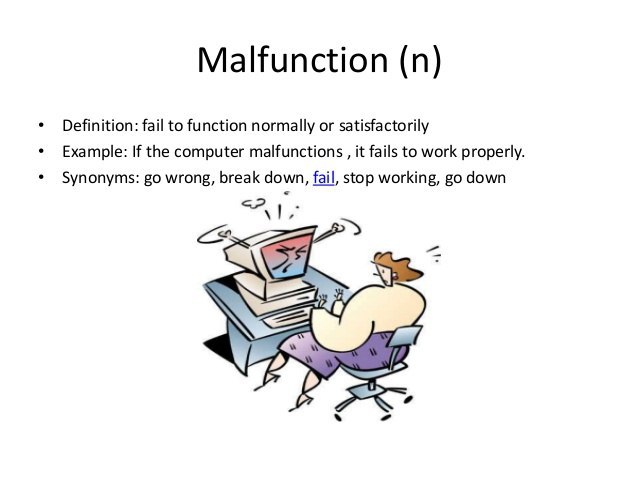 Malfunction (n)
• Definition: fail to function normally or satisfactorily
• Example: If the computer malfunctions , it fails to work properly.
• Synonyms: go wrong, break down, fail, stop working, go down